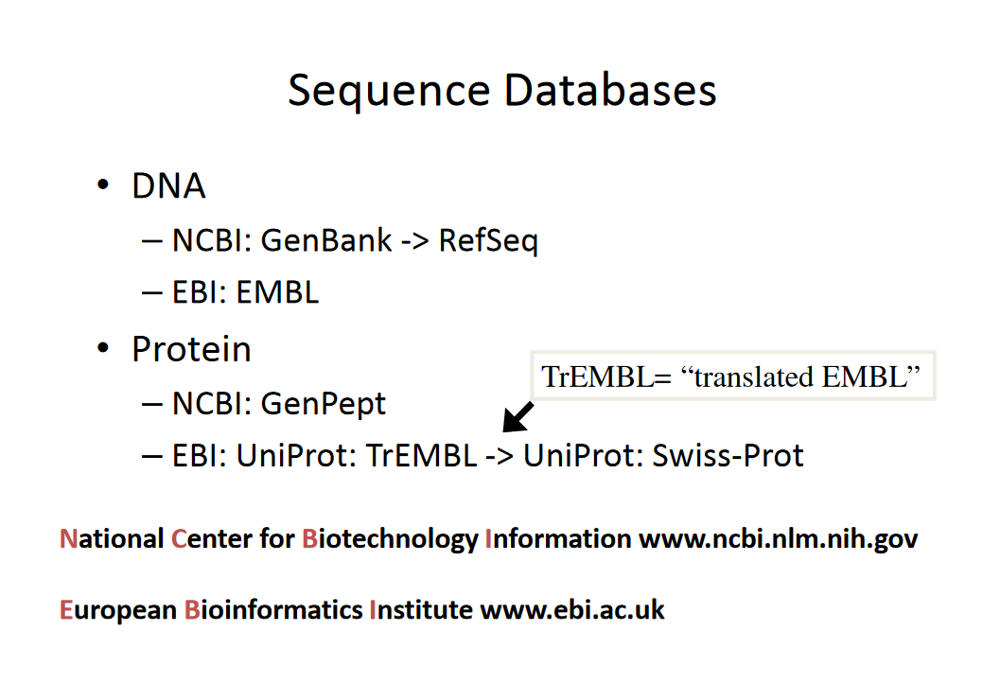 Sequence Databases
• DNA
– NCBI: GenBank -> RefSeq
– EBI: EMBL
• Protein
TrEMBL= “translated EMBL”
– NCBI: GenPept
– EBI: UniProt: TrEMBL -> UniProt: Swiss-Prot
National Center for Biotechnology Information www.ncbi.nlm.nih.gov
European Bioinformatics Institute www.ebi.ac.uk